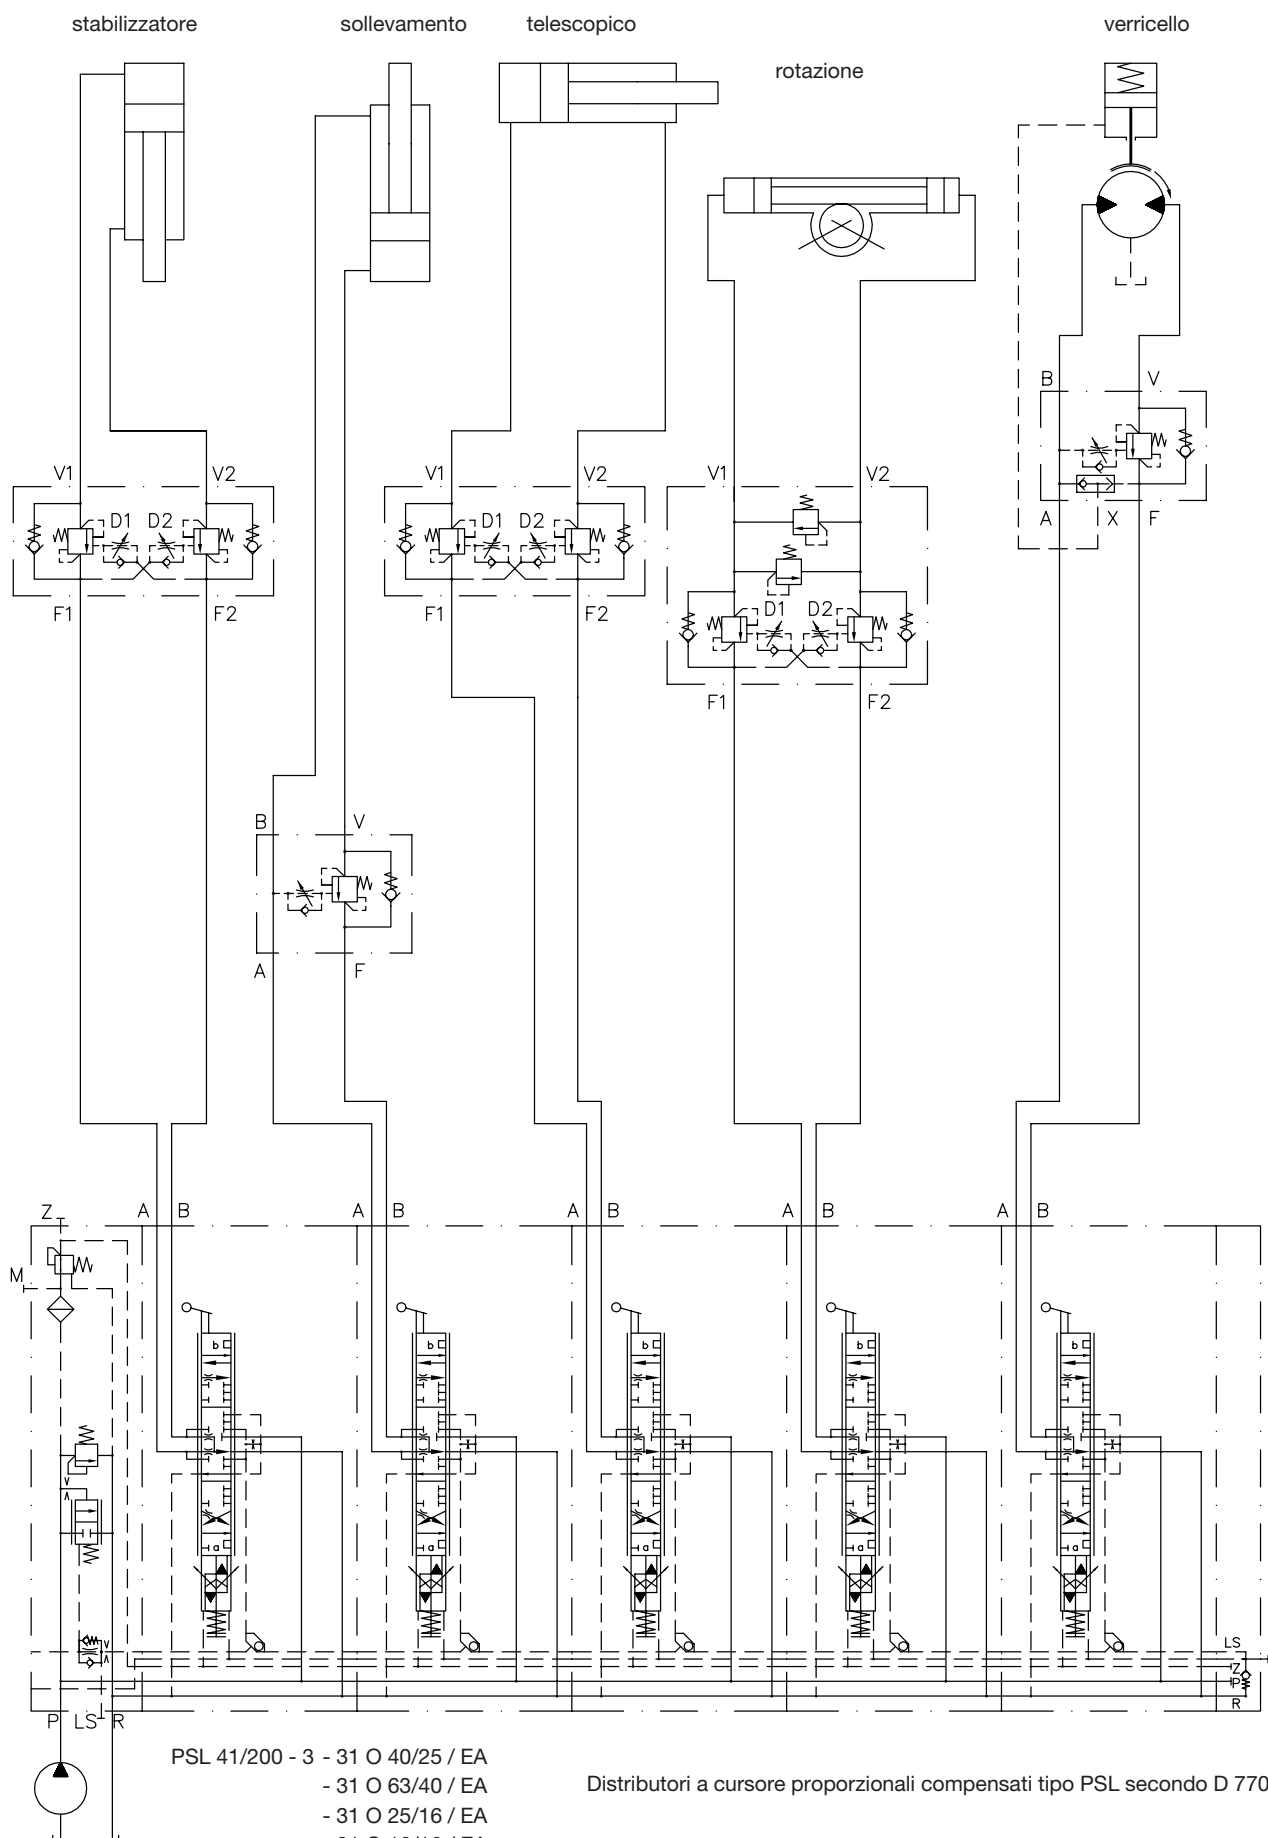 stabilizzatore sollevamento telescopico verricello
rotazione
B V
V1 V2 V1 V2 V1 V2
D1 D2 D1 D2
A X F
F1 F2 F1 F2
D1 D2
F1 F2
B V
A F
Z A B A B A B A B A B
M
b b b b b
a a a a a
LS
Z
P
R
P LS R
PSL 41/200 - 3 - 31 O 40/25 / EA
- 31 O 63/40 / EA
Distributori a cursore proporzionali compensati tipo PSL secondo D 770
- 31 O 25/16 / EA